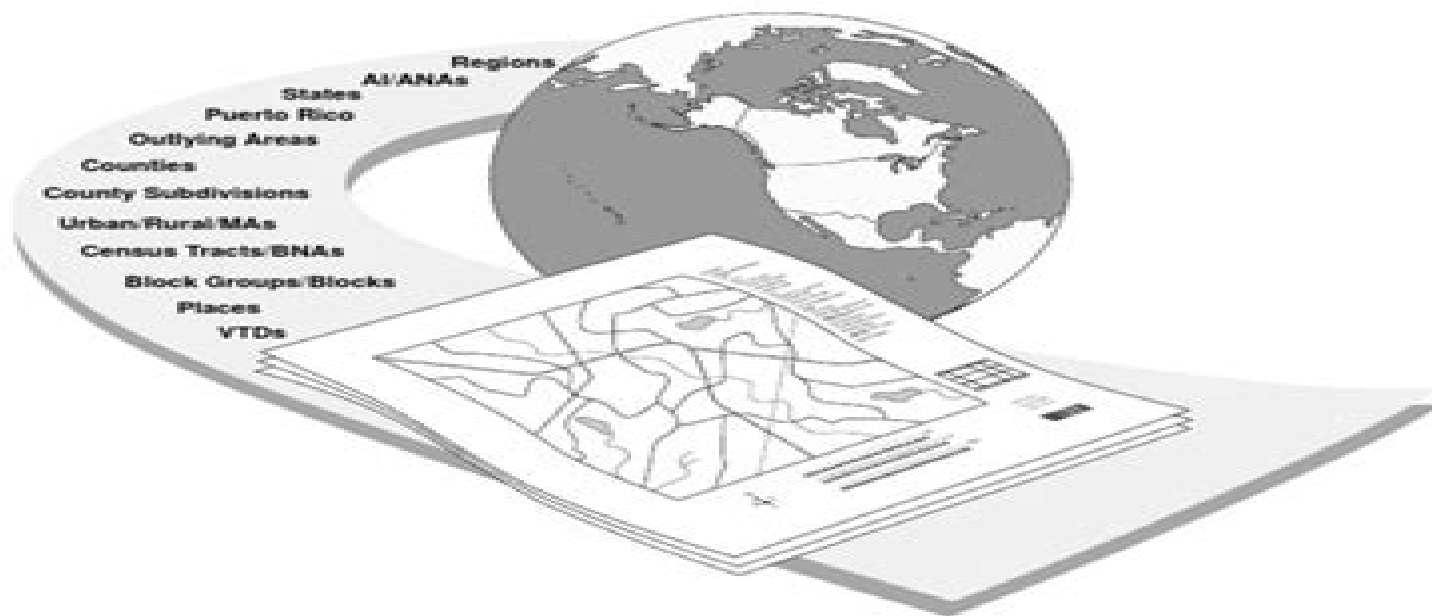 Regions
AI/ANAs
States
Puerto Rico
Outlying Areas
Counties
County Subdivisions
Urban/Rural/MAs
Census Tracts/BNAs
Block Groups/Blocks
Places
VTDs